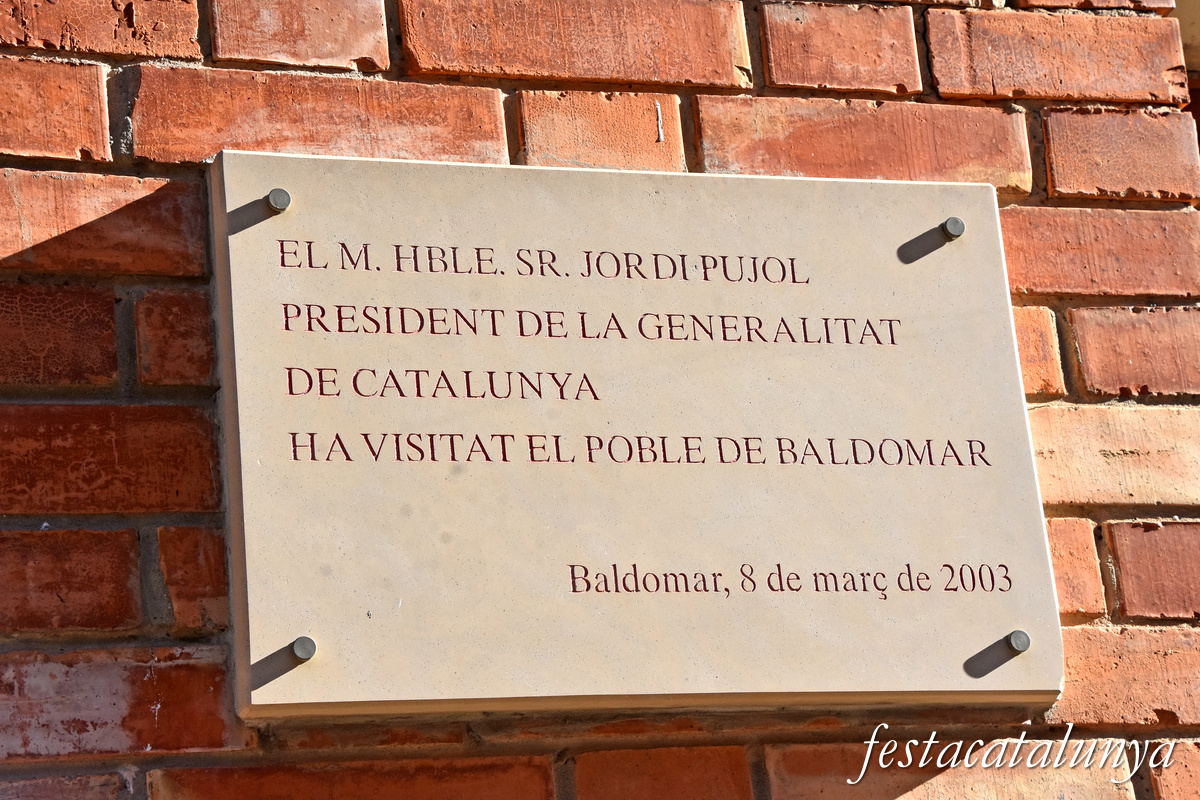 EL M. HBLE. SR. JORDI PUJOL
PRESIDENT DE LA GENERALITAT
DE CATALUNYA
HA VISITAT EL POBLE DE BALDOMAR
Baldomar, 8 de març de 2003
festacatalunya